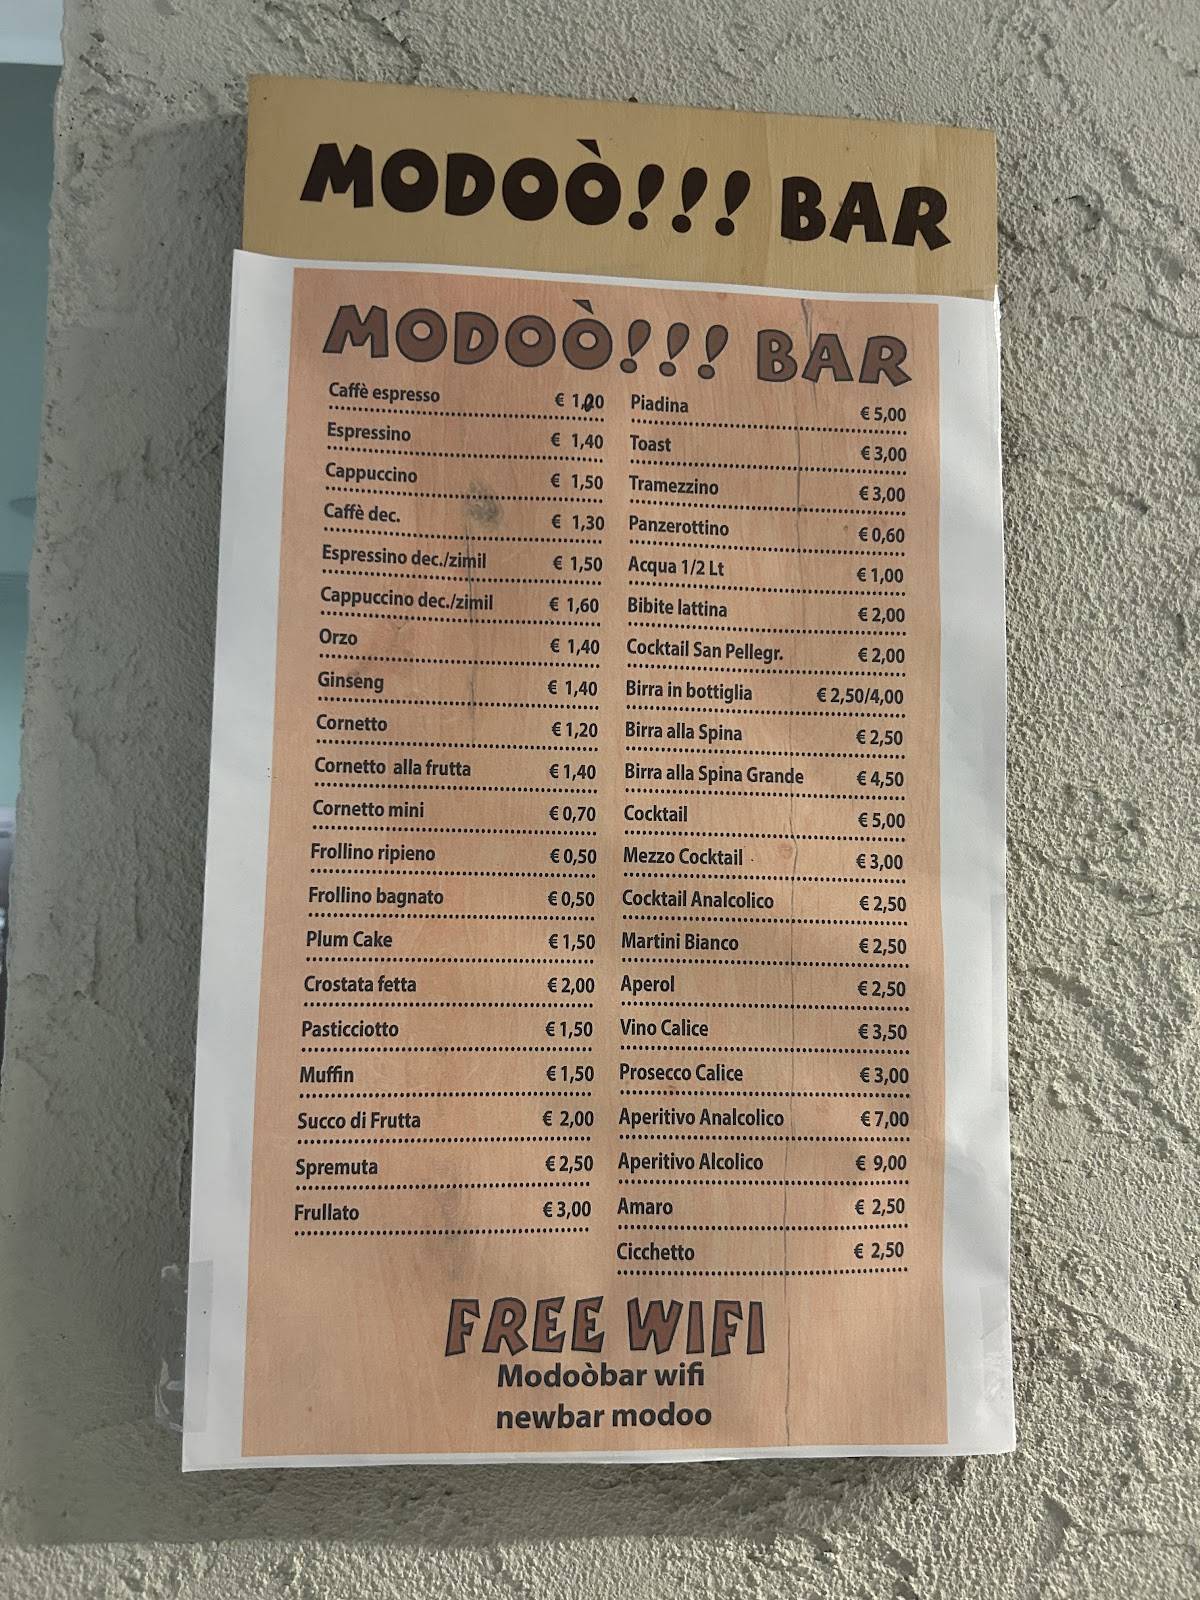 MODOÒ!!! BAR
MODOÒ!!! BAR
Caffè espresso € 1,20
Espressino € 1,40
Cappuccino € 1,50
Caffè dec. € 1,30
Espressino dec./zimil € 1,50
Cappuccino dec./zimil € 1,60
Orzo € 1,40
Ginseng € 1,40
Cornetto € 1,20
Cornetto alla frutta € 1,40
Cornetto mini € 0,70
Frollino ripieno € 0,50
Frollino bagnato € 0,50
Plum Cake € 1,50
Crostata fetta € 2,00
Pasticciotto € 1,50
Muffin € 1,50
Succo di Frutta € 2,00
Spremuta € 2,50
Frullato € 3,00
Piadina € 5,00
Toast € 3,00
Tramezzino € 3,00
Panzerottino € 0,60
Acqua 1/2 Lt € 1,00
Bibite lattina € 2,00
Cocktail San Pellegr. € 2,00
Birra in bottiglia € 2,50/4,00
Birra alla Spina € 2,50
Birra alla Spina Grande € 4,50
Cocktail € 5,00
Mezzo Cocktail € 3,00
Cocktail Analcolico € 2,50
Martini Bianco € 2,50
Aperol € 2,50
Vino Calice € 3,50
Prosecco Calice € 3,00
Aperitivo Analcolico € 7,00
Aperitivo Alcolico € 9,00
Amaro € 2,50
Cicchetto € 2,50
FREE WIFI
Modoòbar wifi
newbar modoo